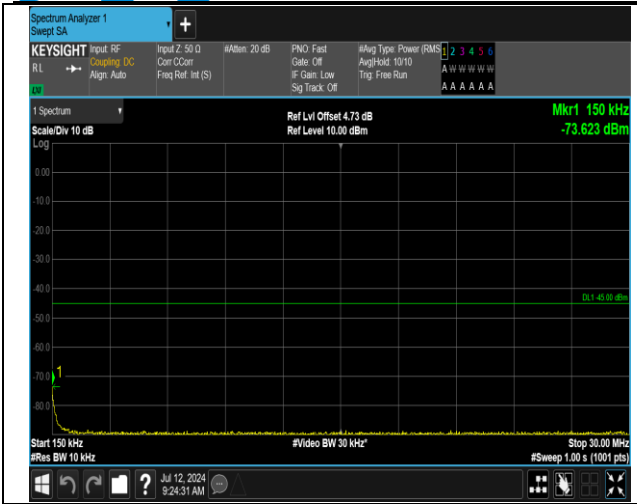 Spectrum Analyzer 1
Swept SA
+
KEYSIGHT
RL
LXI
Input: RF
Coupling: DC
Align: Auto
Input Z: 50 Ω
Corr CCorr
Freq Ref: Int (S)
#Atten: 20 dB
PNO: Fast
Gate: Off
IF Gain: Low
Sig Track: Off
#Avg Type: Power (RMS
Avg|Hold: 10/10
Trig: Free Run
1 2 3 4 5 6
A W W W W W
A A A A A A
1 Spectrum
Scale/Div 10 dB
Log
Ref Lvl Offset 4.73 dB
Ref Level 10.00 dBm
Mkr1 150 kHz
-73.623 dBm
0.00
-10.0
-20.0
-30.0
-40.0
DL1 -45.00 dBm
-50.0
-60.0
-70.0
1
-80.0
Start 150 kHz
#Res BW 10 kHz
#Video BW 30 kHz*
Stop 30.00 MHz
#Sweep 1.00 s (1001 pts)
?
Jul 12, 2024
9:24:31 AM